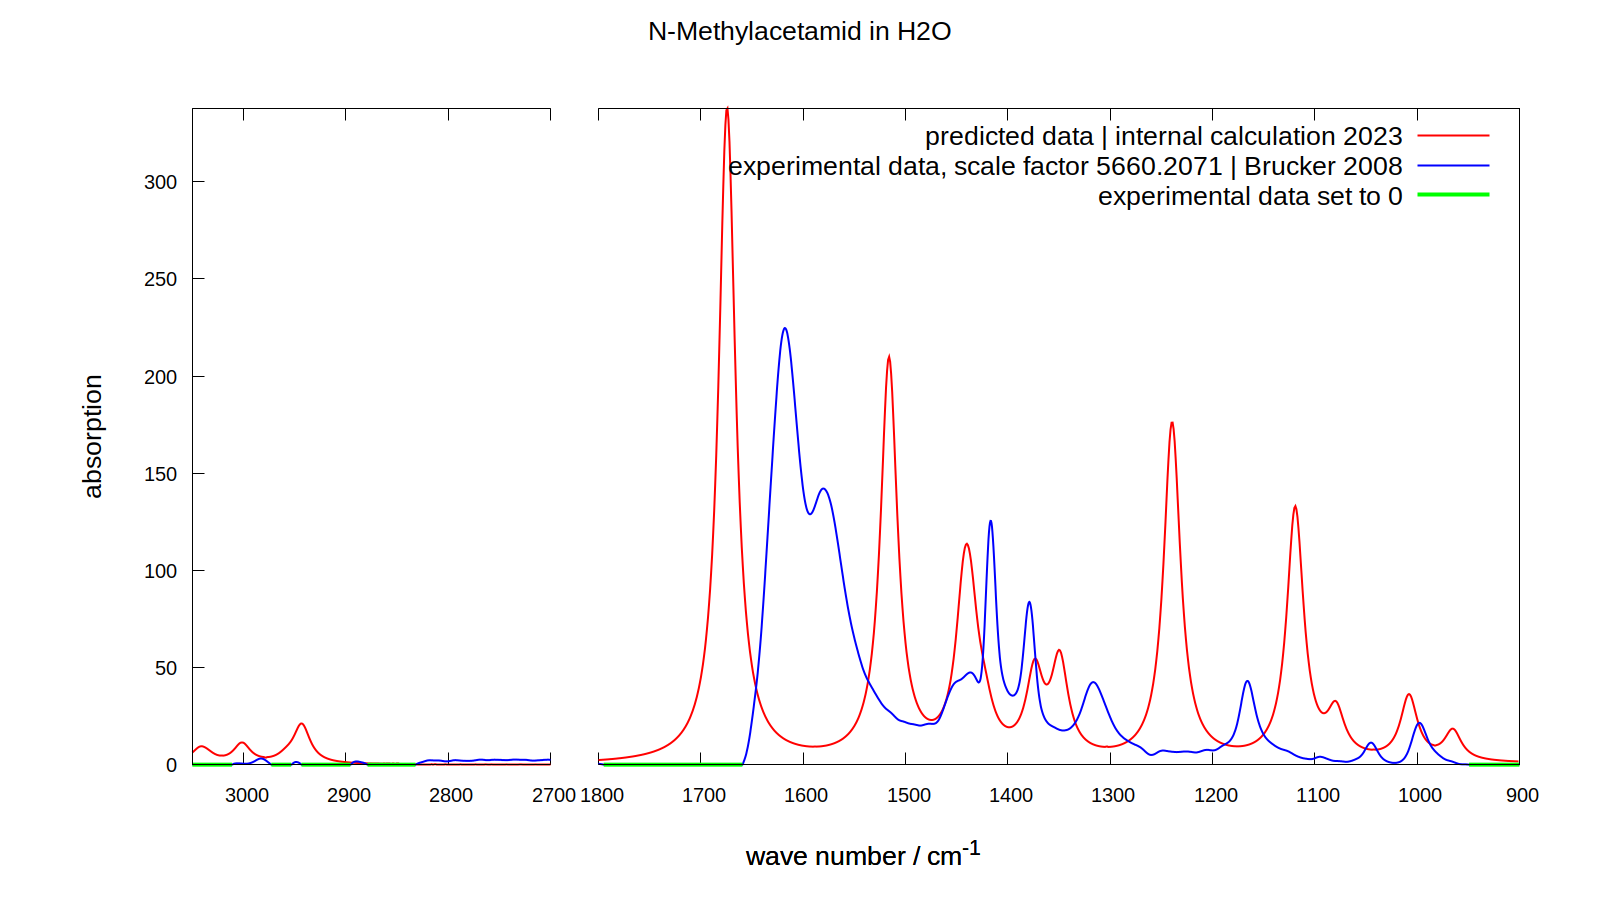 N-Methylacetamid in H2O
predicted data | internal calculation 2023
experimental data, scale factor 5660.2071 | Brucker 2008
experimental data set to 0
300
250
200
150
100
50
0
absorption
3000 2900 2800 2700 1800 1700 1600 1500 1400 1300 1200 1100 1000 900
wave number / cm-1